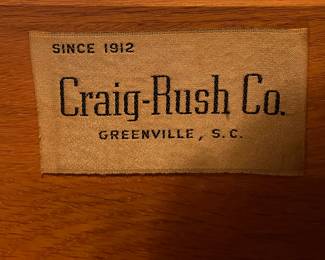 SINCE 1912
Craig-Rush Co.
GREENVILLE, S.C.